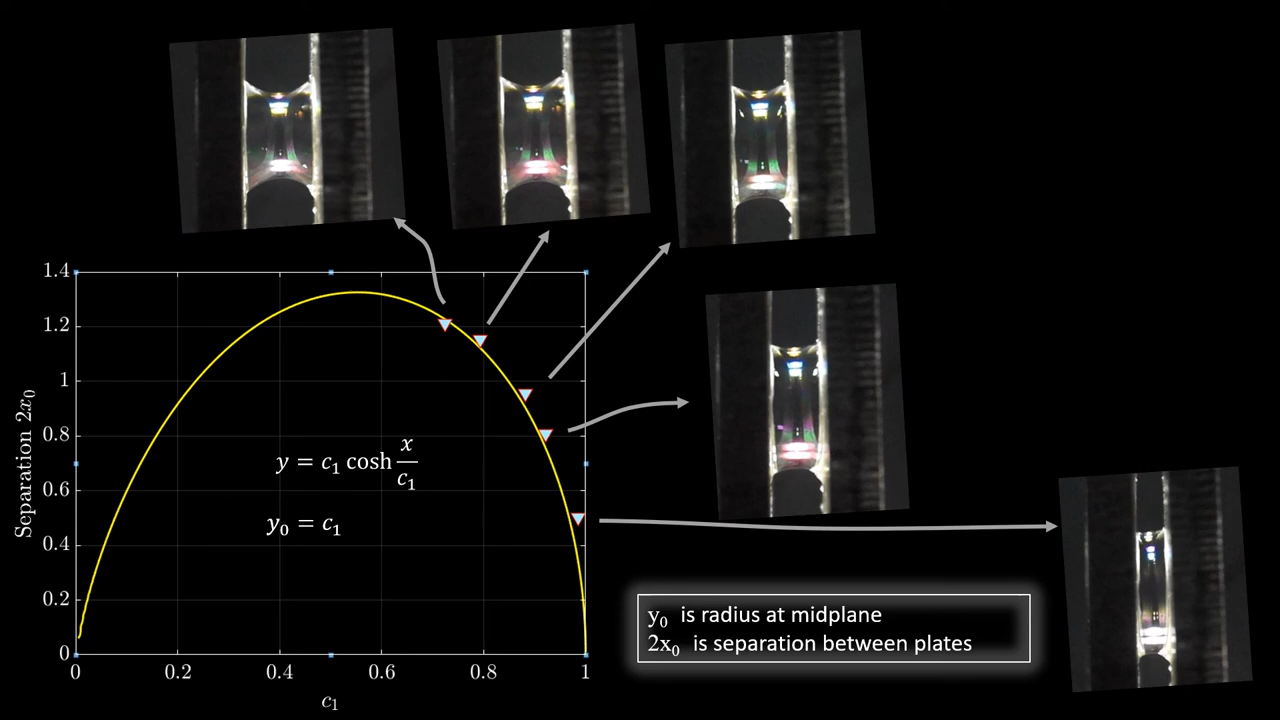 1.4
1.2
1
0.8
0.6
0.4
0.2
0
Separation 2x₀
y = c₁ cosh x/c₁
y₀ = c₁
0 0.2 0.4 0.6 0.8 1
c₁
y₀ is radius at midplane
2x₀ is separation between plates